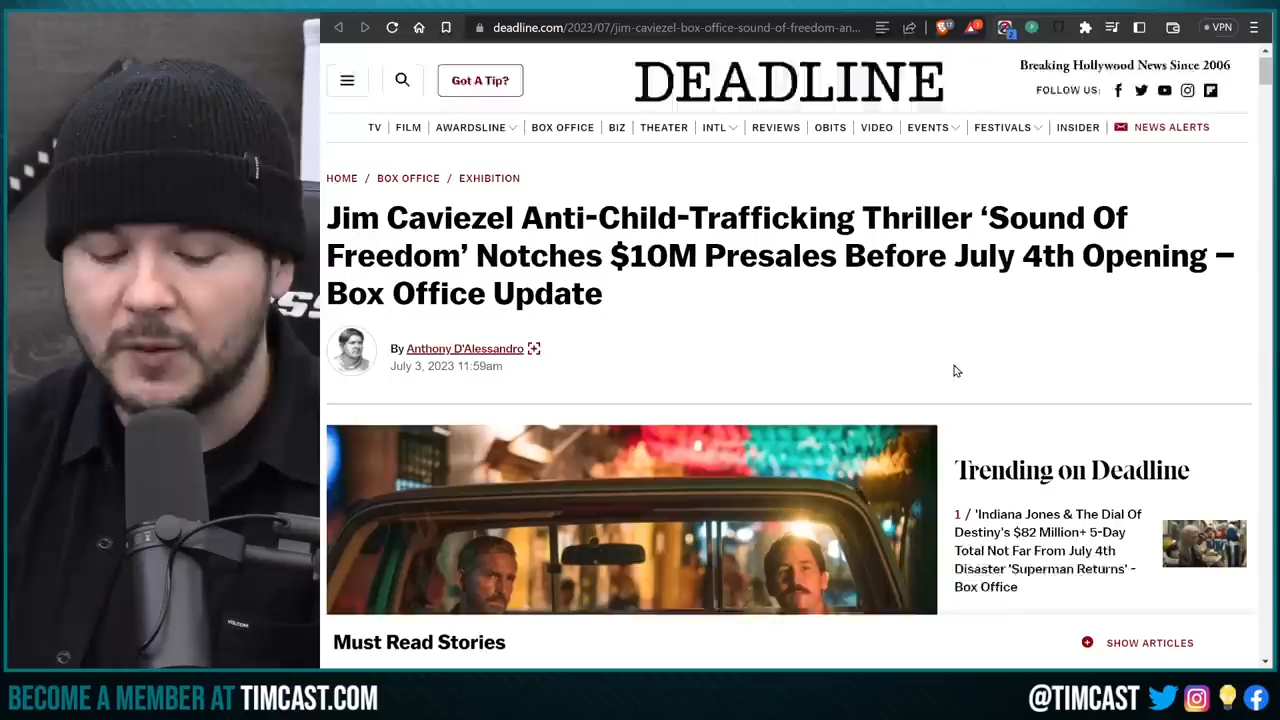 deadline.com/2023/07/jim-caviezel-box-office-sound-of-freedom-an...
VPN
Got A Tip?
DEADLINE
Breaking Hollywood News Since 2006
FOLLOW US:
TV FILM AWARDSLINE BOX OFFICE BIZ THEATER INTL REVIEWS OBITS VIDEO EVENTS FESTIVALS INSIDER NEWS ALERTS
HOME / BOX OFFICE / EXHIBITION
Jim Caviezel Anti-Child-Trafficking Thriller ‘Sound Of
Freedom’ Notches $10M Presales Before July 4th Opening –
Box Office Update
By Anthony D'Alessandro
July 3, 2023 11:59am
Trending on Deadline
1 / 'Indiana Jones & The Dial Of
Destiny's $82 Million+ 5-Day
Total Not Far From July 4th
Disaster 'Superman Returns' -
Box Office
Must Read Stories
SHOW ARTICLES
VOLCOM
BECOME A MEMBER AT TIMCAST.COM
@TIMCAST